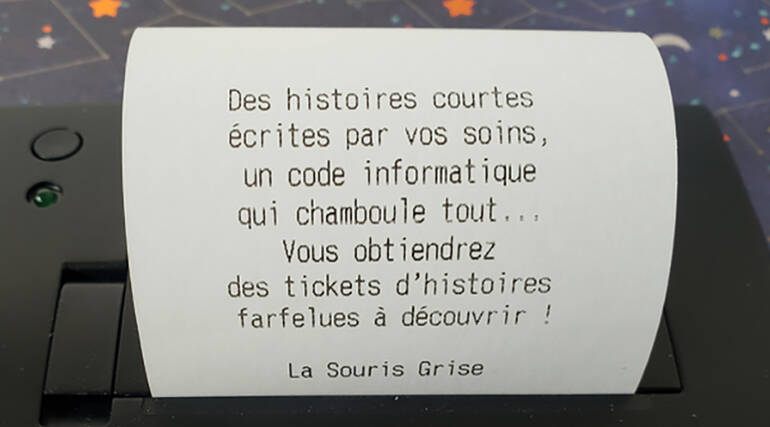 Des histoires courtes
écrites par vos soins,
un code informatique
qui chamboule tout...
Vous obtiendrez
des tickets d'histoires
farfelues à découvrir !
La Souris Grise